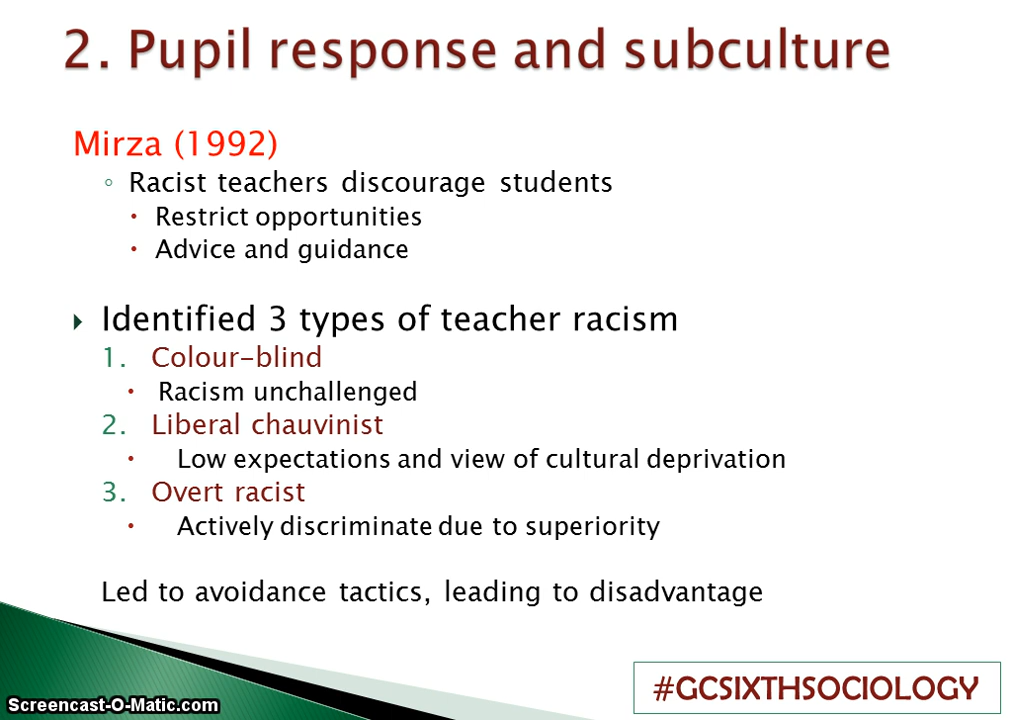 2. Pupil response and subculture
Mirza (1992)
◦ Racist teachers discourage students
• Restrict opportunities
• Advice and guidance
Identified 3 types of teacher racism
1. Colour-blind
• Racism unchallenged
2. Liberal chauvinist
• Low expectations and view of cultural deprivation
3. Overt racist
• Actively discriminate due to superiority
Led to avoidance tactics, leading to disadvantage
#GCSIXTHSOCIOLOGY
Screencast-O-Matic.com